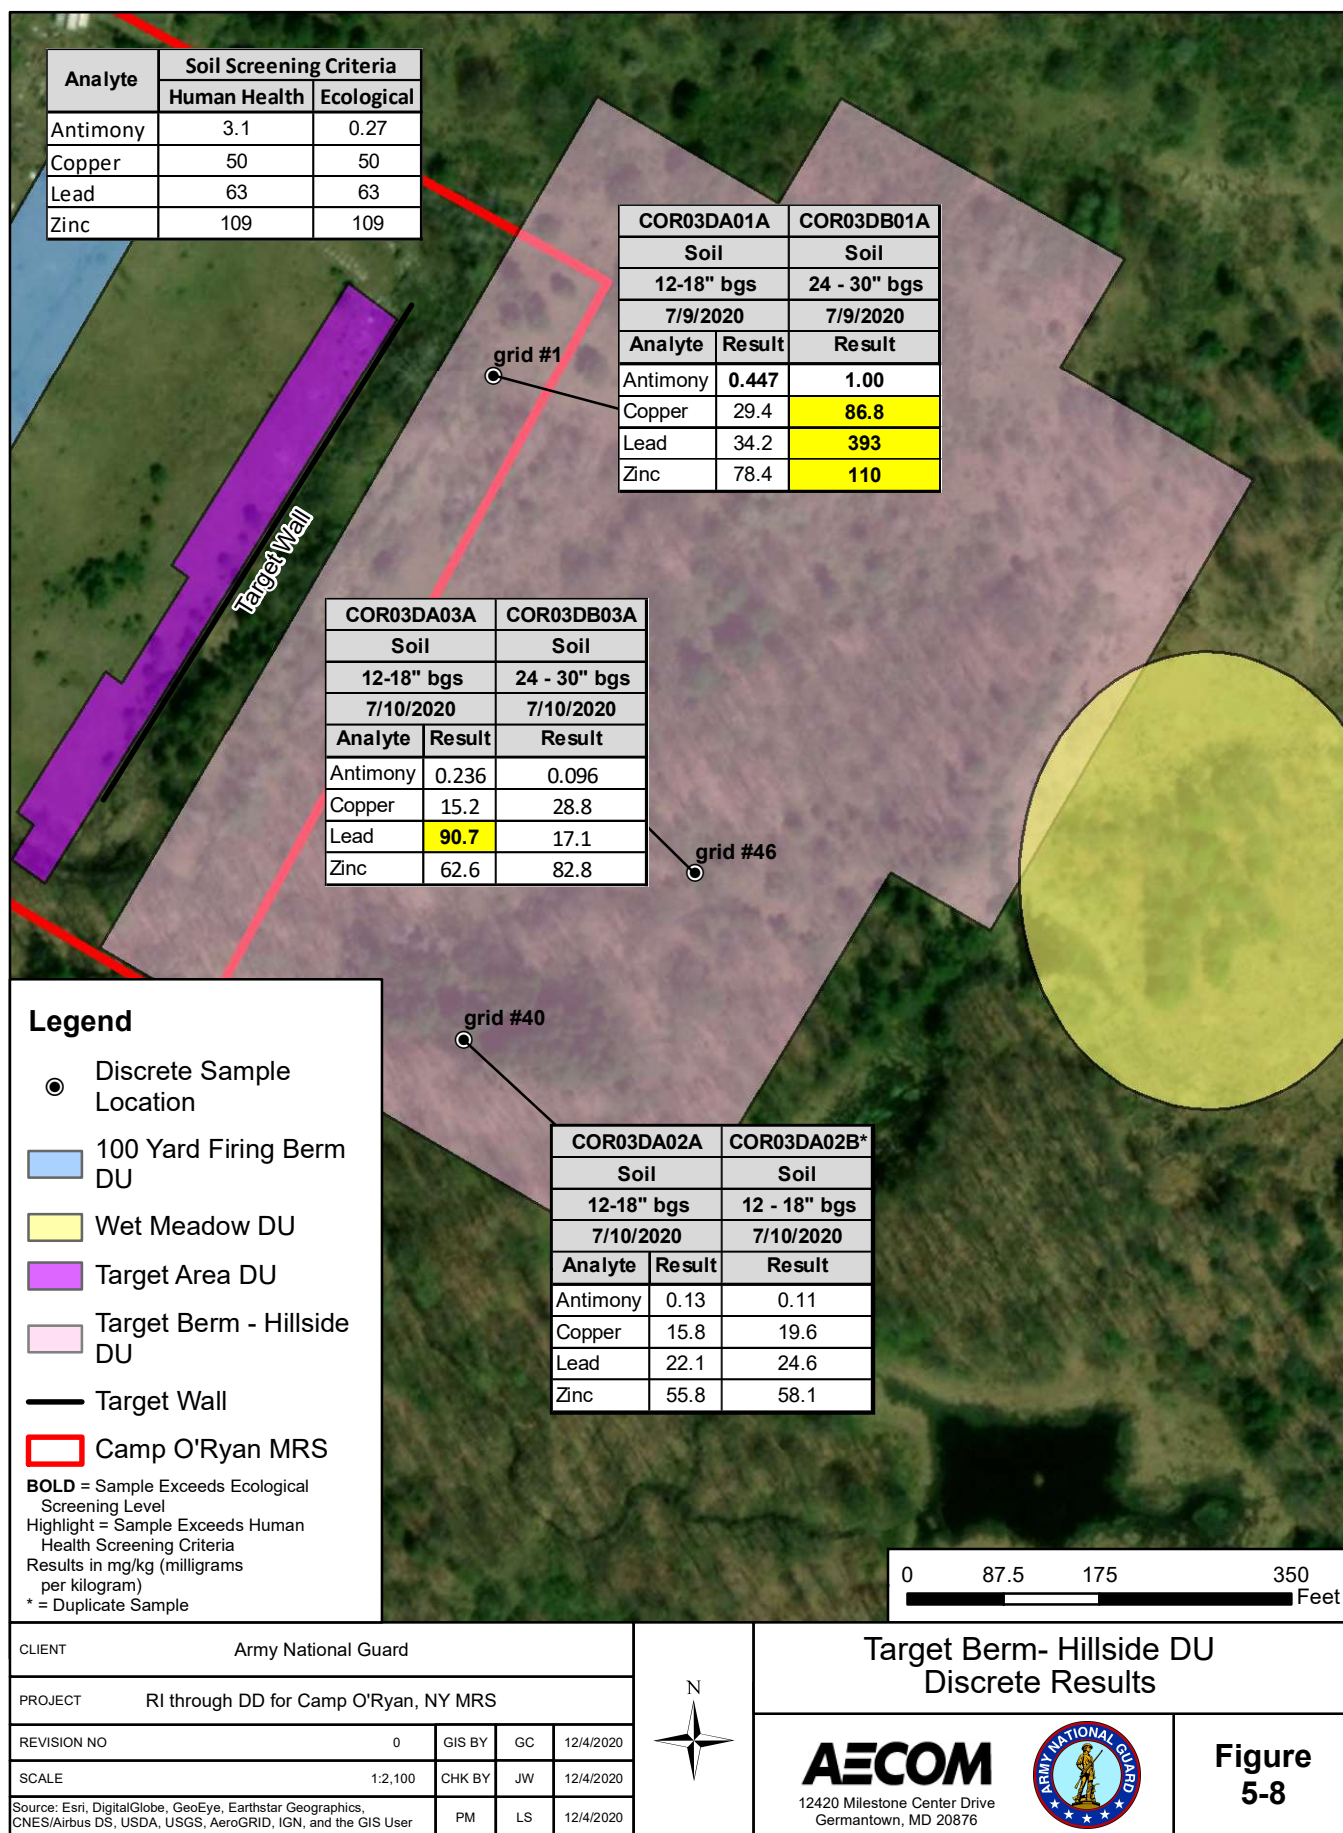 Analyte Soil Screening Criteria
Human Health Ecological
Antimony 3.1 0.27
Copper 50 50
Lead 63 63
Zinc 109 109
COR03DA01A COR03DB01A
Soil Soil
12-18" bgs 24 - 30" bgs
7/9/2020 7/9/2020
Analyte Result Result
Antimony 0.447 1.00
Copper 29.4 86.8
Lead 34.2 393
Zinc 78.4 110
grid #1
Target Wall
COR03DA03A COR03DB03A
Soil Soil
12-18" bgs 24 - 30" bgs
7/10/2020 7/10/2020
Analyte Result Result
Antimony 0.236 0.096
Copper 15.2 28.8
Lead 90.7 17.1
Zinc 62.6 82.8
grid #46
grid #40
COR03DA02A COR03DA02B*
Soil Soil
12-18" bgs 12 - 18" bgs
7/10/2020 7/10/2020
Analyte Result Result
Antimony 0.13 0.11
Copper 15.8 19.6
Lead 22.1 24.6
Zinc 55.8 58.1
Legend
Discrete Sample
Location
100 Yard Firing Berm
DU
Wet Meadow DU
Target Area DU
Target Berm - Hillside
DU
Target Wall
Camp O'Ryan MRS
BOLD = Sample Exceeds Ecological
Screening Level
Highlight = Sample Exceeds Human
Health Screening Criteria
Results in mg/kg (milligrams
per kilogram)
* = Duplicate Sample
0 87.5 175 350
Feet
CLIENT Army National Guard
PROJECT RI through DD for Camp O'Ryan, NY MRS
REVISION NO 0 GIS BY GC 12/4/2020
SCALE 1:2,100 CHK BY JW 12/4/2020
Source: Esri, DigitalGlobe, GeoEye, Earthstar Geographics,
CNES/Airbus DS, USDA, USGS, AeroGRID, IGN, and the GIS User
PM LS 12/4/2020
N
Target Berm- Hillside DU
Discrete Results
AECOM
12420 Milestone Center Drive
Germantown, MD 20876
ARMY NATIONAL GUARD
Figure
5-8